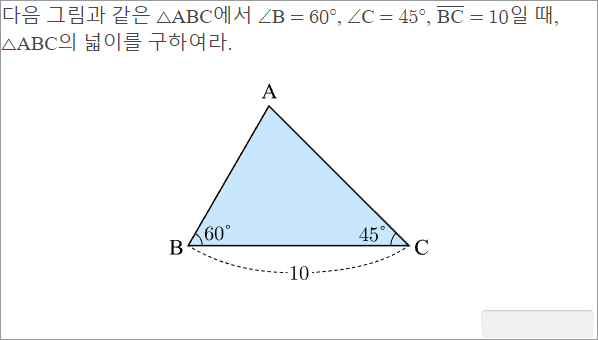 다음 그림과 같은 △ABC에서 ∠B = 60°, ∠C = 45°, B̅C̅ = 10일 때,
△ABC의 넓이를 구하여라.
A
60°
45°
B
C
10